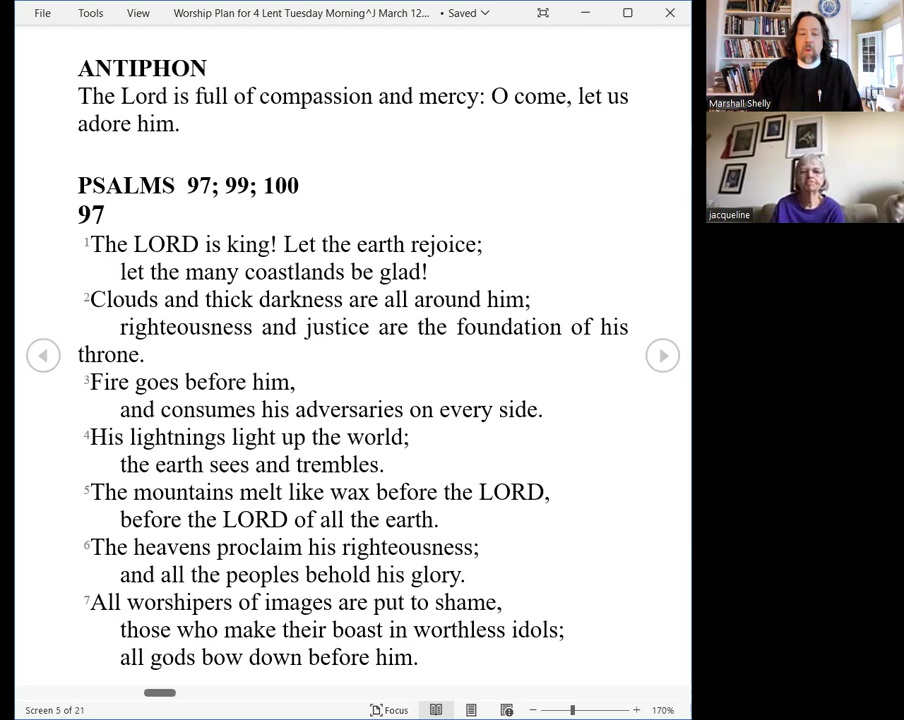 File Tools View Worship Plan for 4 Lent Tuesday Morning^J March 12... • Saved
ANTIPHON
The Lord is full of compassion and mercy: O come, let us
adore him.
PSALMS 97; 99; 100
97
1The LORD is king! Let the earth rejoice;
let the many coastlands be glad!
2Clouds and thick darkness are all around him;
righteousness and justice are the foundation of his
throne.
3Fire goes before him,
and consumes his adversaries on every side.
4His lightnings light up the world;
the earth sees and trembles.
5The mountains melt like wax before the LORD,
before the LORD of all the earth.
6The heavens proclaim his righteousness;
and all the peoples behold his glory.
7All worshipers of images are put to shame,
those who make their boast in worthless idols;
all gods bow down before him.
Screen 5 of 21 Focus 170%
Marshall Shelly
jacqueline